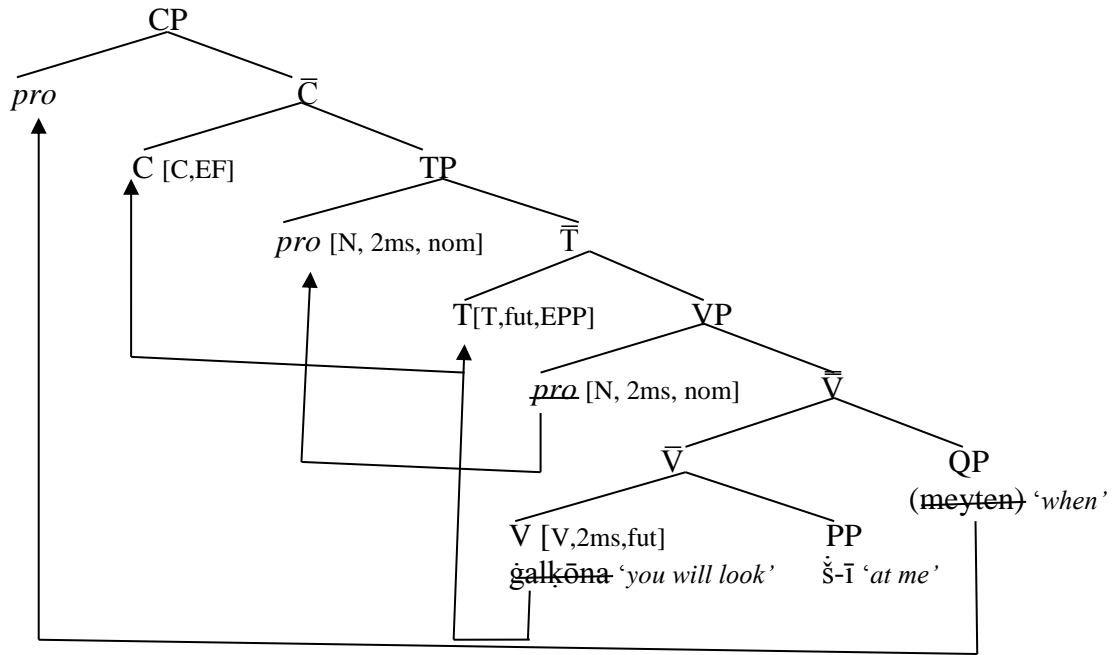 CP
pro
C̅
C [C,EF]
TP
pro [N, 2ms, nom]
T̅
T[T,fut,EPP]
VP
pro [N, 2ms, nom]
V̿
V̅
QP
(meyten) ‘when’
V [V,2ms,fut]
PP
ġalḳōna ‘you will look’
ṧ̇-ī ‘at me’